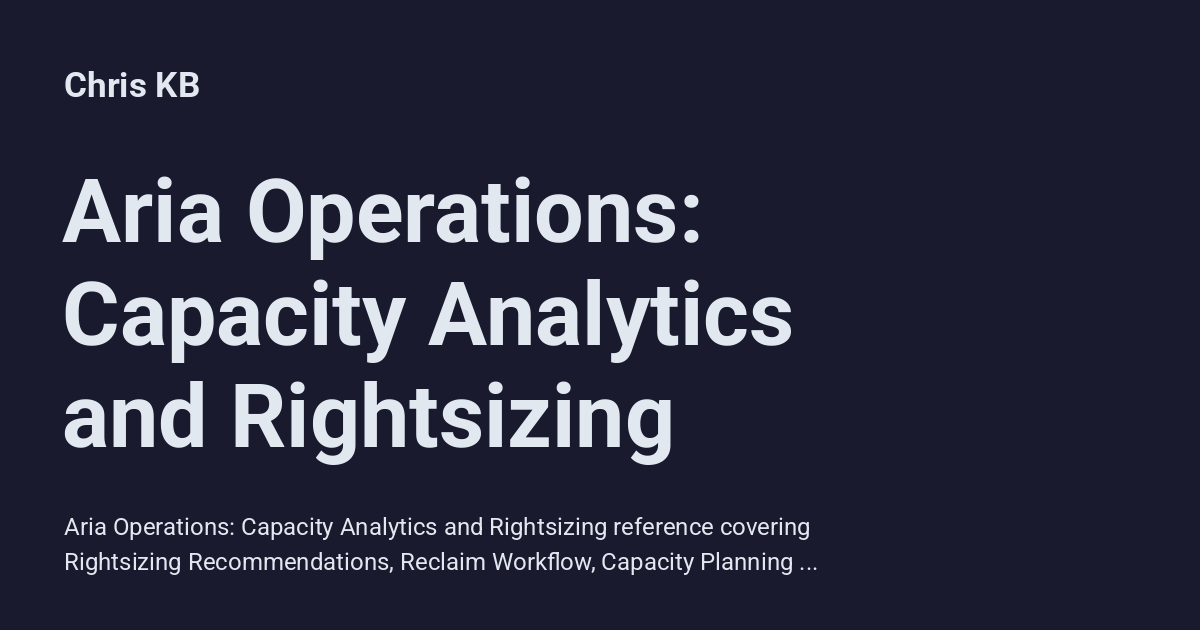 Chris KB
Aria Operations:
Capacity Analytics
and Rightsizing
Aria Operations: Capacity Analytics and Rightsizing reference covering
Rightsizing Recommendations, Reclaim Workflow, Capacity Planning ...